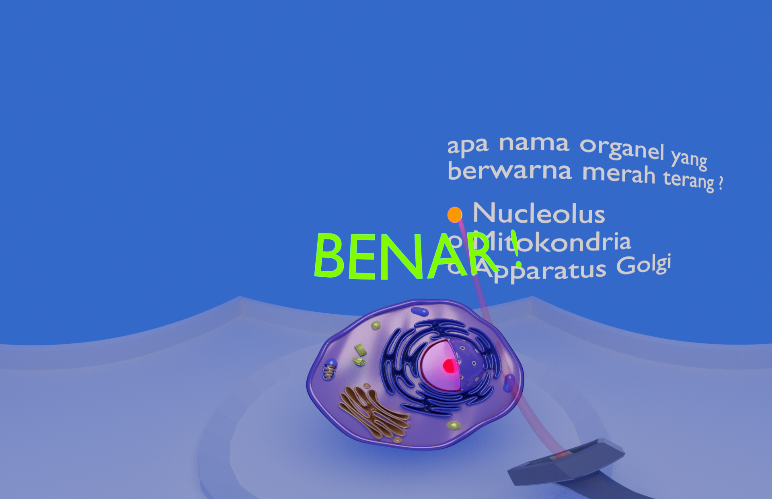 apa nama organel yang
berwarna merah terang ?
Nucleolus
Mitokondria
Apparatus Golgi
BENAR !